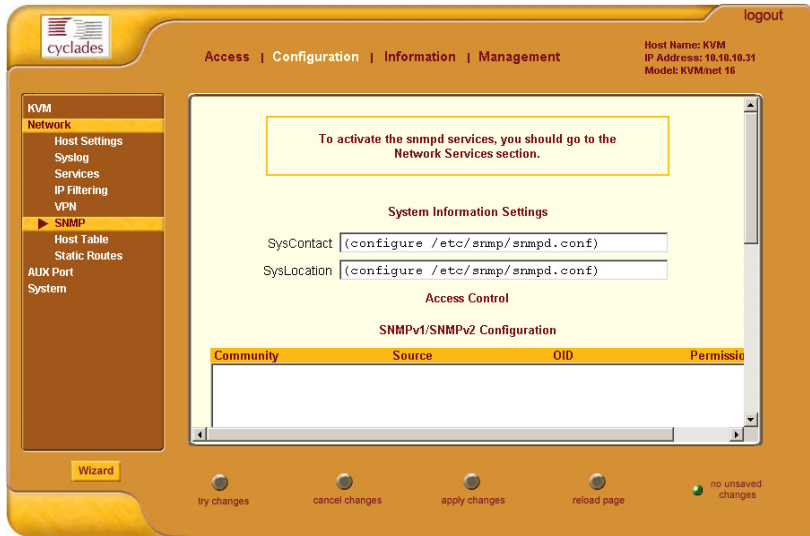 logout
cyclades
Access | Configuration | Information | Management
Host Name: KVM
IP Address: 10.10.10.31
Model: KVM/net 16
KVM
Network
Host Settings
Syslog
Services
IP Filtering
VPN
SNMP
Host Table
Static Routes
AUX Port
System
To activate the snmpd services, you should go to the
Network Services section.
System Information Settings
SysContact (configure /etc/snmp/snmpd.conf)
SysLocation (configure /etc/snmp/snmpd.conf)
Access Control
SNMPv1/SNMPv2 Configuration
Community Source OID Permissio
Wizard
try changes
cancel changes
apply changes
reload page
no unsaved
changes